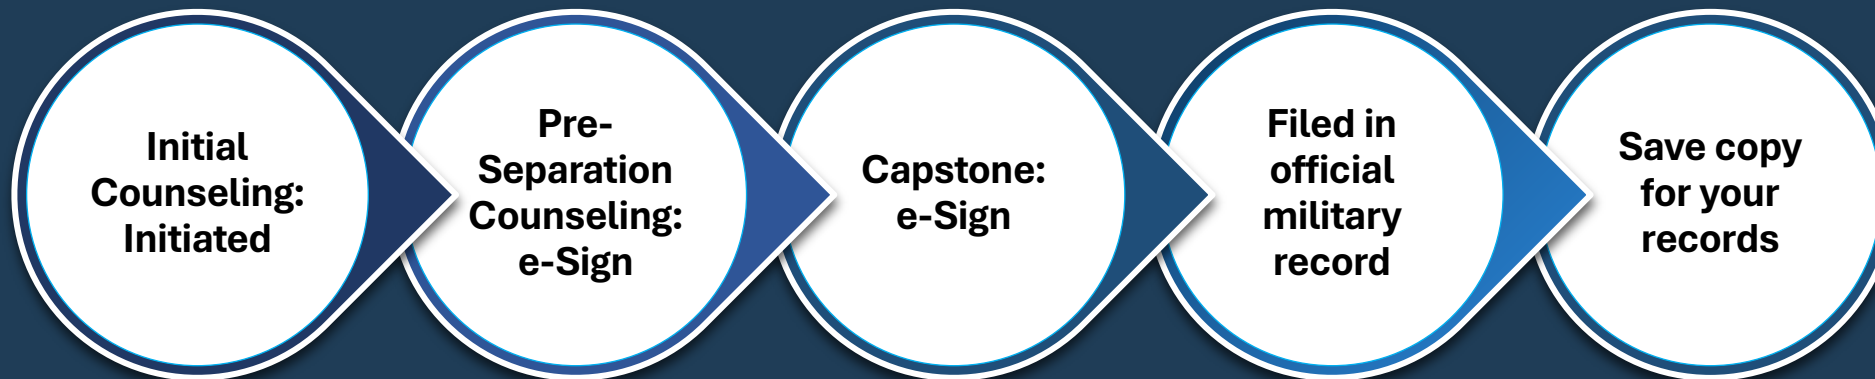 Initial
Counseling:
Initiated
Pre-
Separation
Counseling:
e-Sign
Capstone:
e-Sign
Filed in
official
military
record
Save copy
for your
records